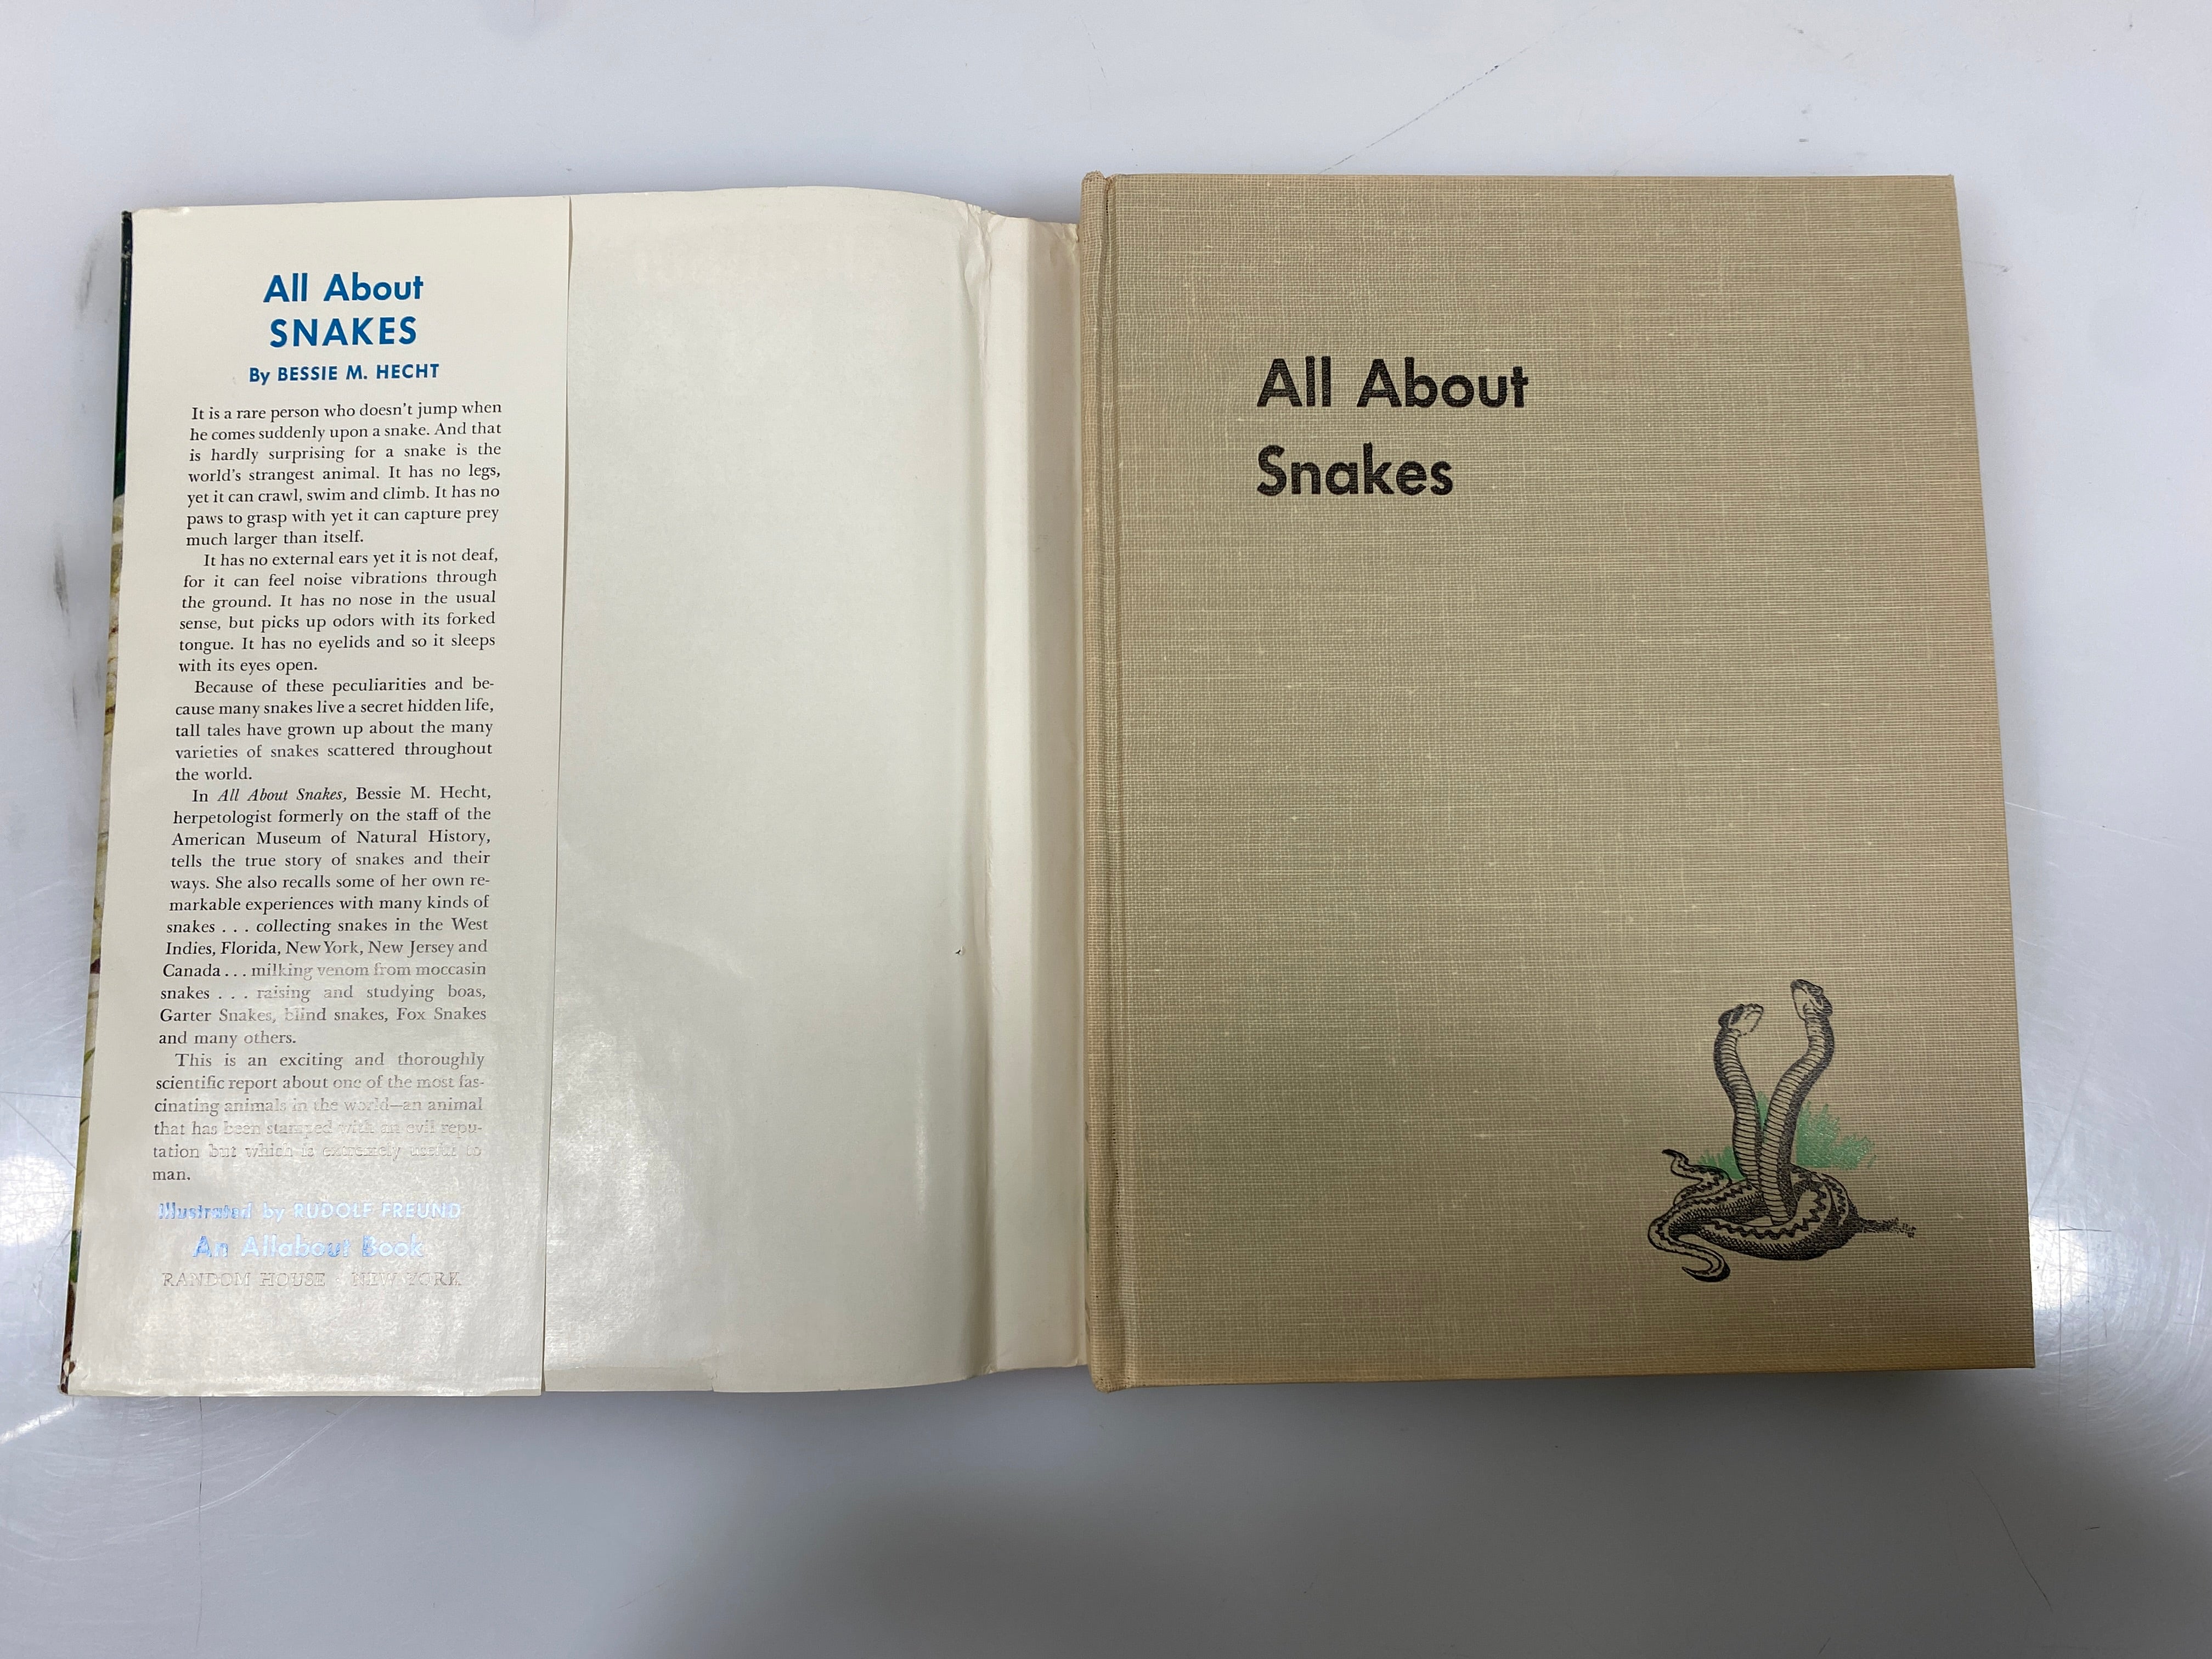 All About
SNAKES
By BESSIE M. HECHT
It is a rare person who doesn't jump when
he comes suddenly upon a snake. And that
is hardly surprising for a snake is the
world's strangest animal. It has no legs,
yet it can crawl, swim and climb. It has no
paws to grasp with yet it can capture prey
much larger than itself.
It has no external ears yet it is not deaf,
for it can feel noise vibrations through
the ground. It has no nose in the usual
sense, but picks up odors with its forked
tongue. It has no eyelids and so it sleeps
with its eyes open.
Because of these peculiarities and be-
cause many snakes live a secret hidden life,
tall tales have grown up about the many
varieties of snakes scattered throughout
the world.
In All About Snakes, Bessie M. Hecht,
herpetologist formerly on the staff of the
American Museum of Natural History,
tells the true story of snakes and their
ways. She also recalls some of her own re-
markable experiences with many kinds of
snakes . . . collecting snakes in the West
Indies, Florida, New York, New Jersey and
Canada . . . milking venom from moccasin
snakes . . . raising and studying boas,
Garter Snakes, blind snakes, Fox Snakes
and many others.
This is an exciting and thoroughly
scientific report about one of the most fas-
cinating animals in the world—an animal
that has been stamped with an evil repu-
tation but which is extremely useful to
man.
Illustrated by RUDOLF FREUND
An Allabout Book
RANDOM HOUSE · NEW YORK
All About
Snakes